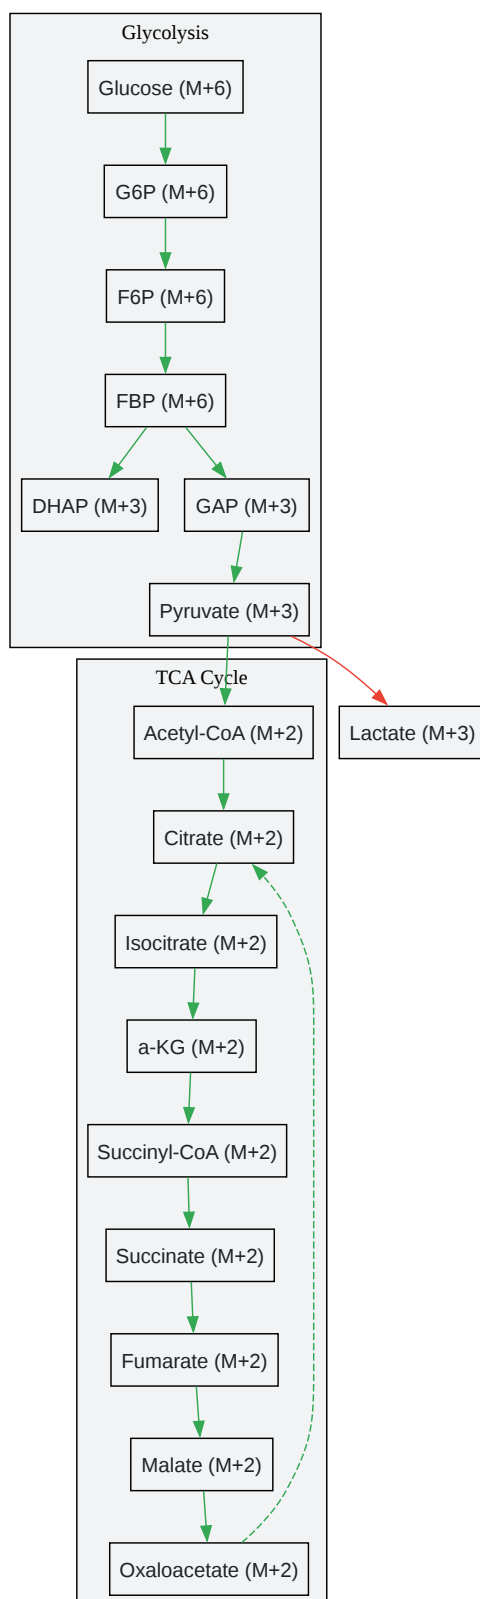 Glycolysis
Glucose (M+6)
G6P (M+6)
F6P (M+6)
FBP (M+6)
DHAP (M+3)
GAP (M+3)
Pyruvate (M+3)
TCA Cycle
Acetyl-CoA (M+2)
Lactate (M+3)
Citrate (M+2)
Isocitrate (M+2)
a-KG (M+2)
Succinyl-CoA (M+2)
Succinate (M+2)
Fumarate (M+2)
Malate (M+2)
Oxaloacetate (M+2)